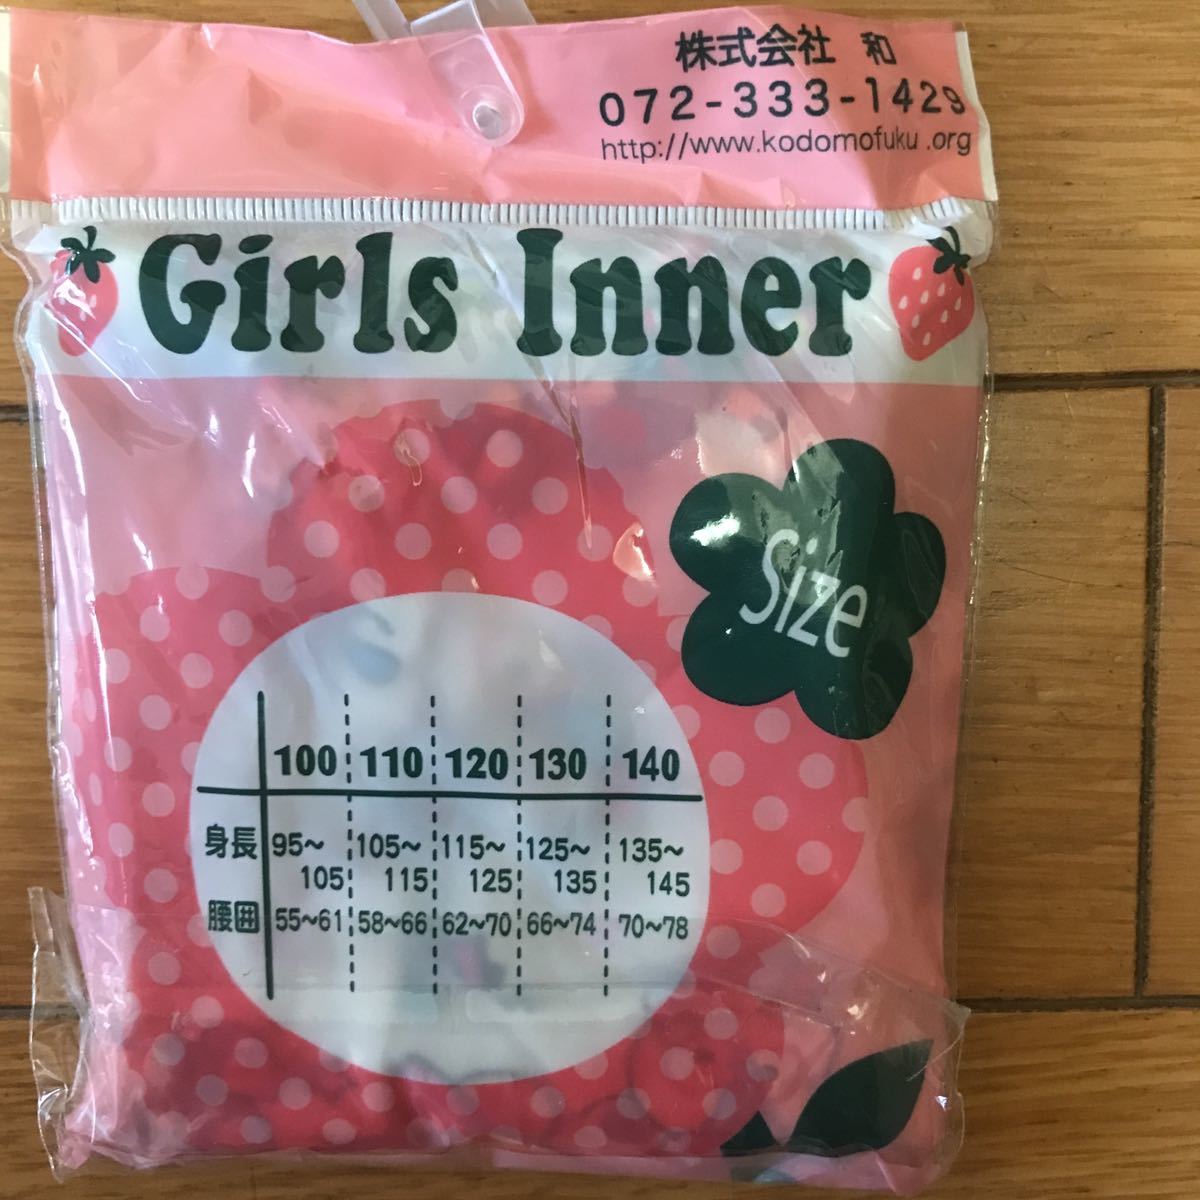 株式会社 和
072-333-1429
http://www.kodomofuku.org
Girls Inner
Size
100 110 120 130 140
身長 95~105 105~115 115~125 125~135 135~145
腰囲 55~61 58~66 62~70 66~74 70~78